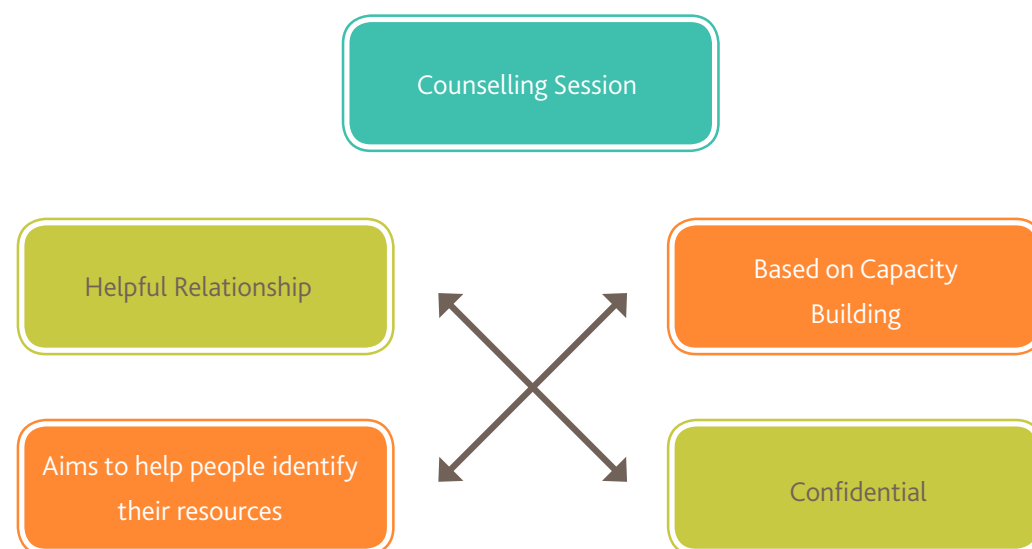 Counselling Session
Helpful Relationship
Based on Capacity
Building
Aims to help people identify
their resources
Confidential